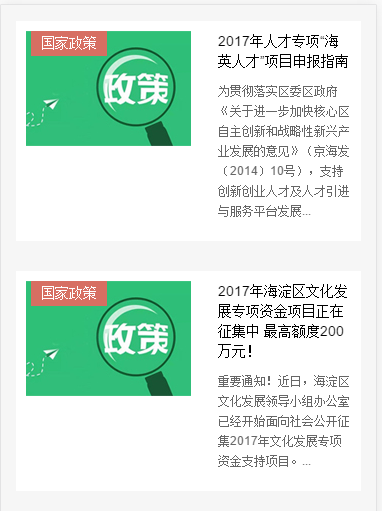 国家政策
政策
2017年人才专项“海
英人才”项目申报指南
为贯彻落实区委区政府
《关于进一步加快核心区
自主创新和战略性新兴产
业发展的意见》（京海发
（2014）10号），支持
创新创业人才及人才引进
与服务平台发展...
国家政策
政策
2017年海淀区文化发
展专项资金项目正在
征集中 最高额度200
万元！
重要通知！近日，海淀区
文化发展领导小组办公室
已经开始面向社会公开征
集2017年文化发展专项
资金支持项目。...